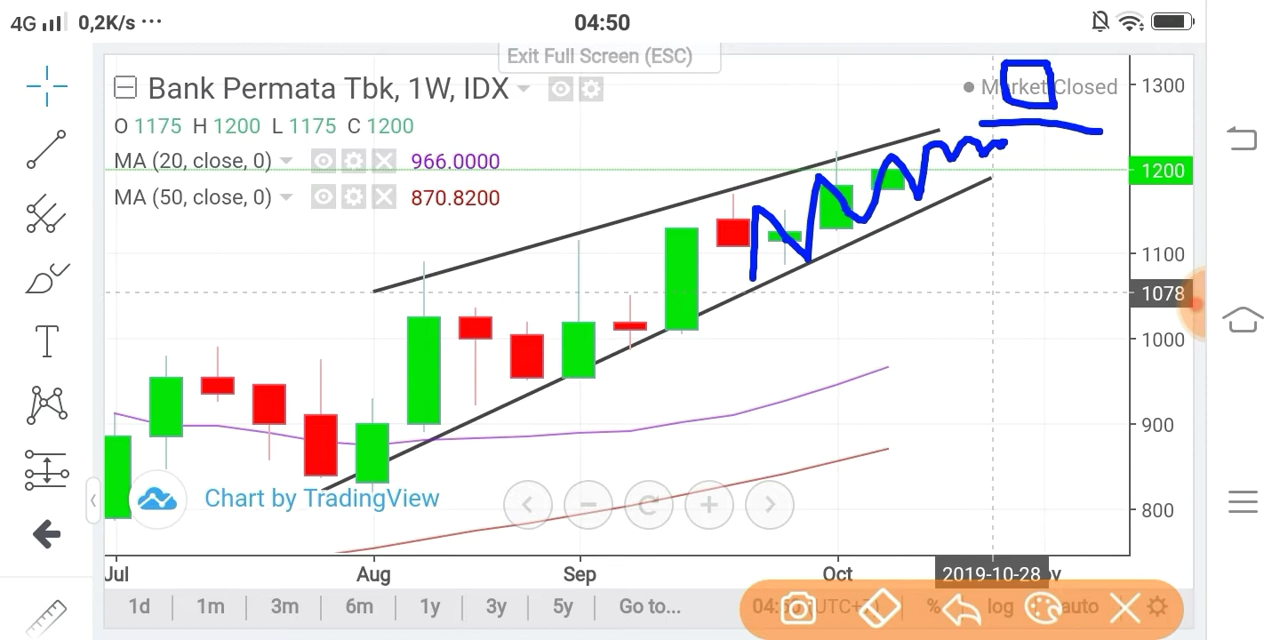 4G 0,2K/s ··· 04:50
Exit Full Screen (ESC)
Bank Permata Tbk, 1W, IDX
Market Closed
O 1175 H 1200 L 1175 C 1200
MA (20, close, 0) 966.0000
MA (50, close, 0) 870.8200
1300
1200
1100
1078
1000
900
800
Chart by TradingView
Jul Aug Sep Oct 2019-10-28
1d 1m 3m 6m 1y 3y 5y Go to... % log auto